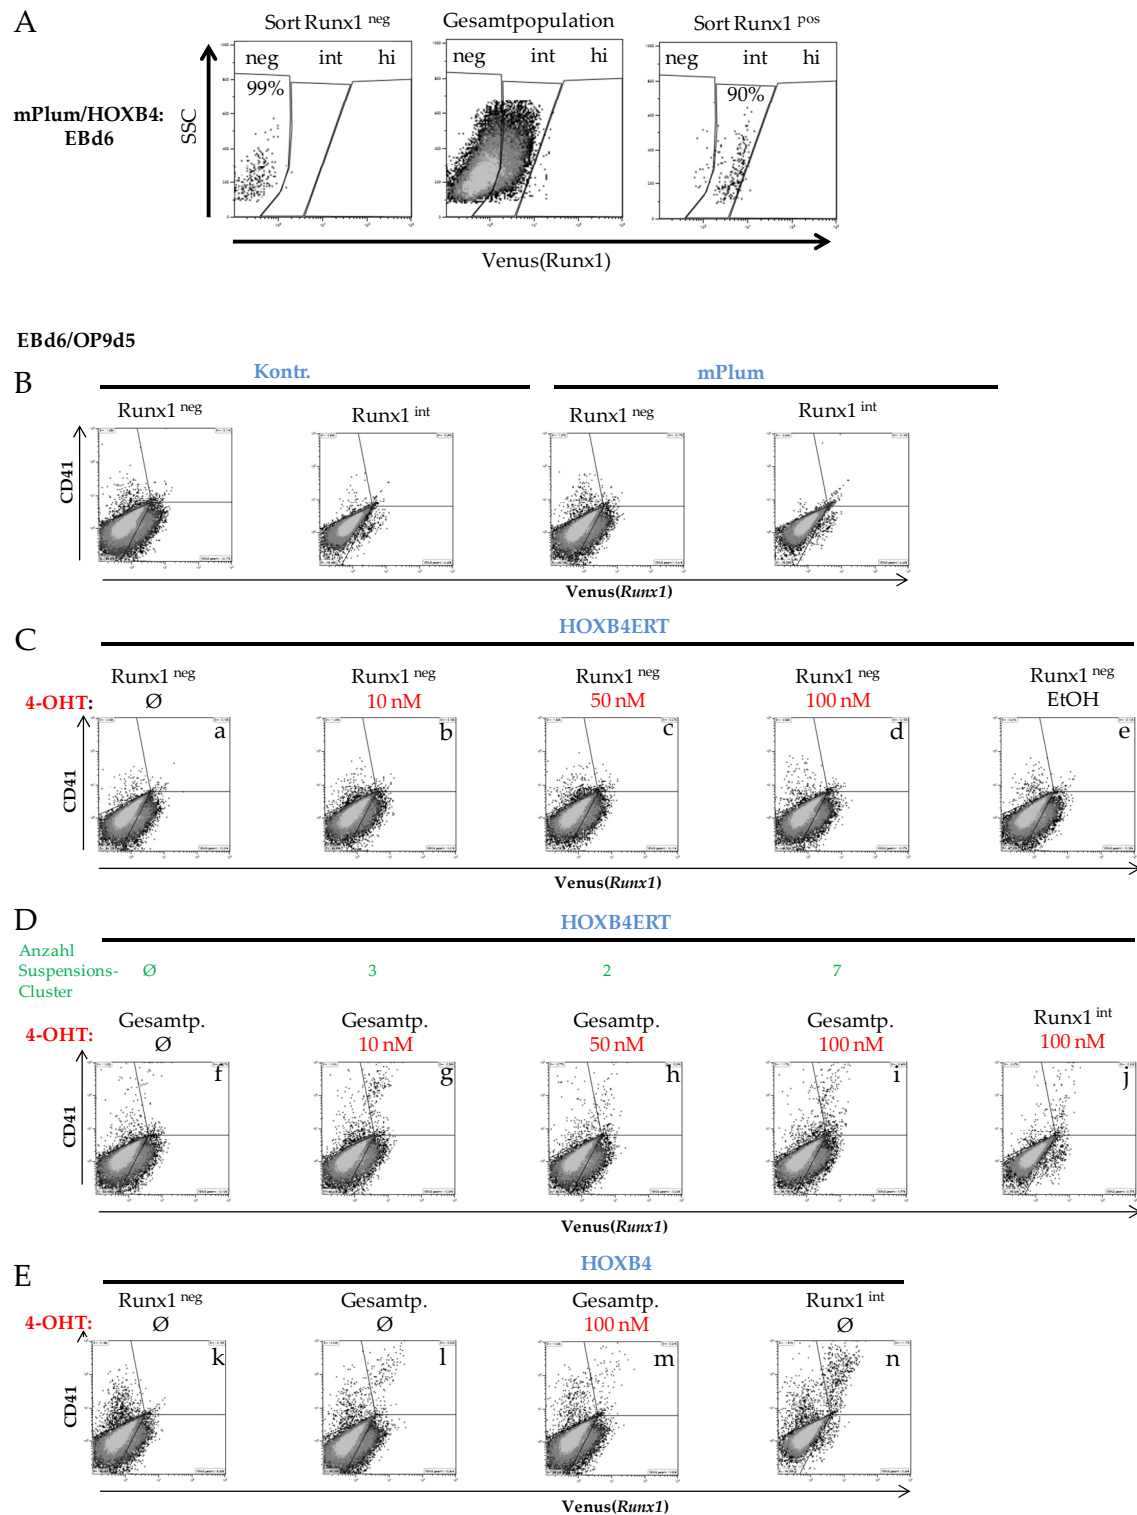 A
Sort Runx1 neg
Gesamtpopulation
Sort Runx1 pos
neg int hi
neg int hi
neg int hi
99%
90%
mPlum/HOXB4:
EBd6
SSC
Venus(Runx1)
EBd6/OP9d5
B
Kontr.
mPlum
Runx1 neg
Runx1 int
Runx1 neg
Runx1 int
CD41
Venus(Runx1)
C
HOXB4ERT
Runx1 neg
Runx1 neg
Runx1 neg
Runx1 neg
Runx1 neg
4-OHT: Ø
10 nM
50 nM
100 nM
EtOH
a
b
c
d
e
CD41
Venus(Runx1)
D
HOXB4ERT
Anzahl
Suspensions- Ø 3 2 7
Cluster
Gesamtp.
Gesamtp.
Gesamtp.
Gesamtp.
Runx1 int
4-OHT: Ø
10 nM
50 nM
100 nM
100 nM
f
g
h
i
j
CD41
Venus(Runx1)
E
HOXB4
Runx1 neg
Gesamtp.
Gesamtp.
Runx1 int
4-OHT: Ø
Ø
100 nM
Ø
k
l
m
n
CD41
Venus(Runx1)